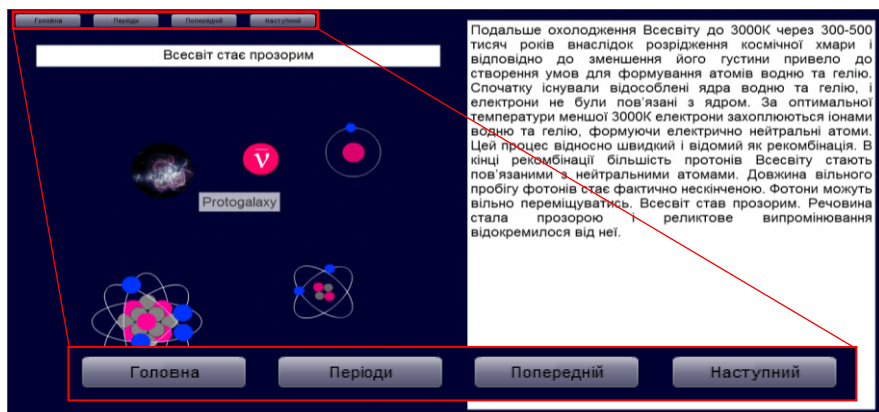 Головна Періоди Попередній Наступний
Всесвіт стає прозорим
ν̅
Protogalaxy
Подальше охолодження Всесвіту до 3000К через 300-500
тисяч років внаслідок розрідження космічної хмари і
відповідно до зменшення його густини привело до
створення умов для формування атомів водню та гелію.
Спочатку існували відособлені ядра водню та гелію, і
електрони не були пов'язані з ядром. За оптимальної
температури меншої 3000К електрони захоплюються іонами
водню та гелію, формуючи електрично нейтральні атоми.
Цей процес відносно швидкий і відомий як рекомбінація. В
кінці рекомбінації більшість протонів Всесвіту стають
пов'язаними з нейтральними атомами. Довжина вільного
пробігу фотонів стає фактично нескінченою. Фотони можуть
вільно переміщуватись. Всесвіт став прозорим. Речовина
стала прозорою і реликтове випромінювання
відокремилося від неї.
Головна Періоди Попередній Наступний